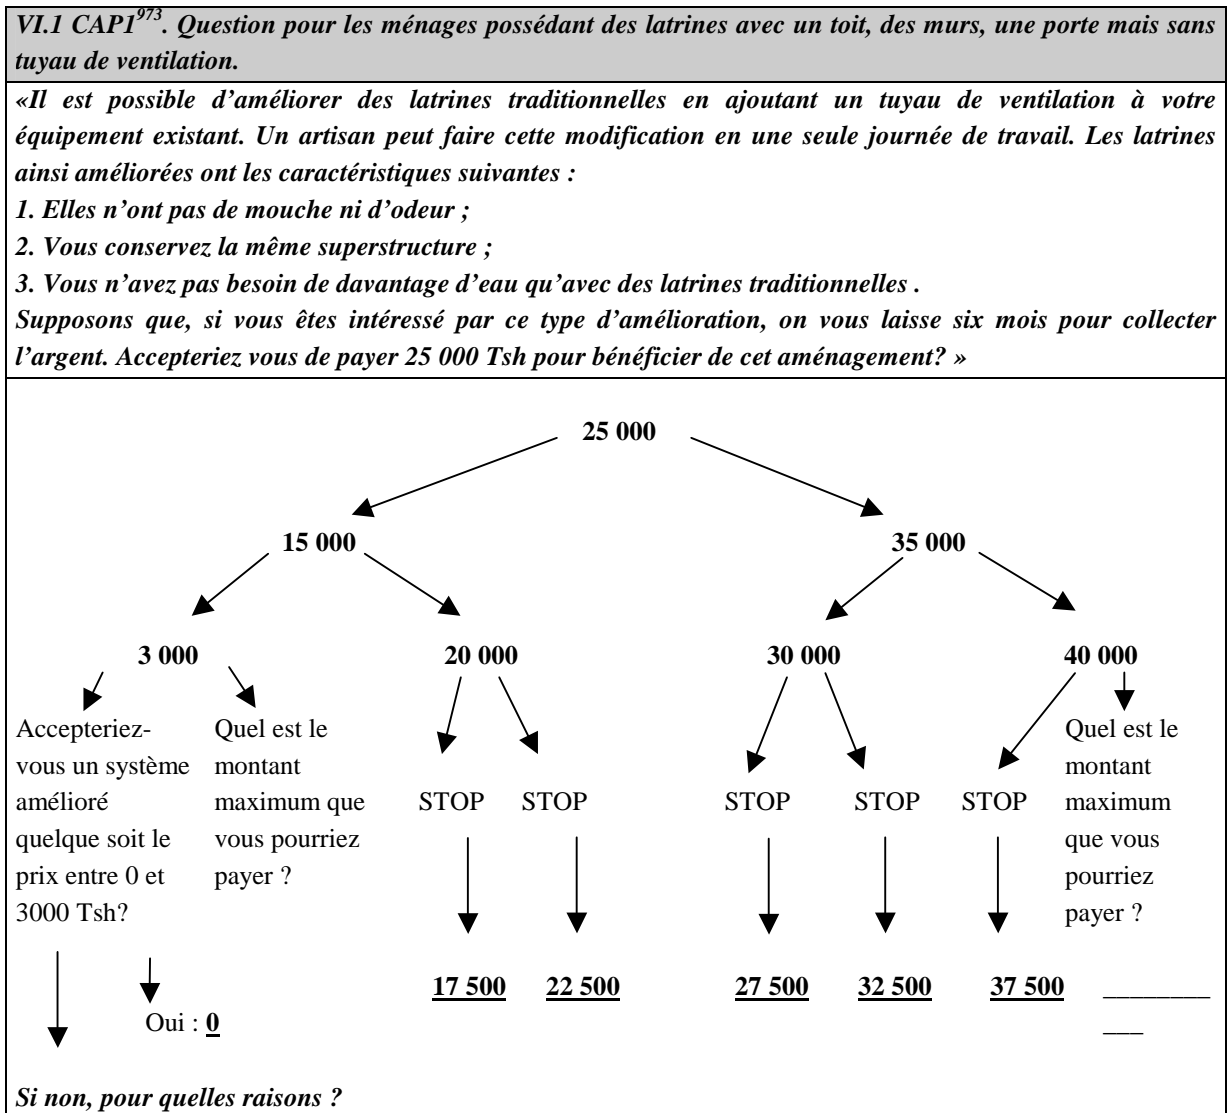 VI.1 CAP1973. Question pour les ménages possédant des latrines avec un toit, des murs, une porte mais sans
tuyau de ventilation.
«Il est possible d’améliorer des latrines traditionnelles en ajoutant un tuyau de ventilation à votre
équipement existant. Un artisan peut faire cette modification en une seule journée de travail. Les latrines
ainsi améliorées ont les caractéristiques suivantes :
1. Elles n’ont pas de mouche ni d’odeur ;
2. Vous conservez la même superstructure ;
3. Vous n’avez pas besoin de davantage d’eau qu’avec des latrines traditionnelles .
Supposons que, si vous êtes intéressé par ce type d’amélioration, on vous laisse six mois pour collecter
l’argent. Accepteriez vous de payer 25 000 Tsh pour bénéficier de cet aménagement? »
25 000
15 000 35 000
3 000 20 000 30 000 40 000
Accepteriez-
vous un système
amélioré
quelque soit le
prix entre 0 et
3000 Tsh?
Quel est le
montant
maximum que
vous pourriez
payer ?
STOP STOP STOP STOP STOP
Quel est le
montant
maximum
que vous
pourriez
payer ?
17 500 22 500 27 500 32 500 37 500 ________
___
Oui : 0
Si non, pour quelles raisons ?